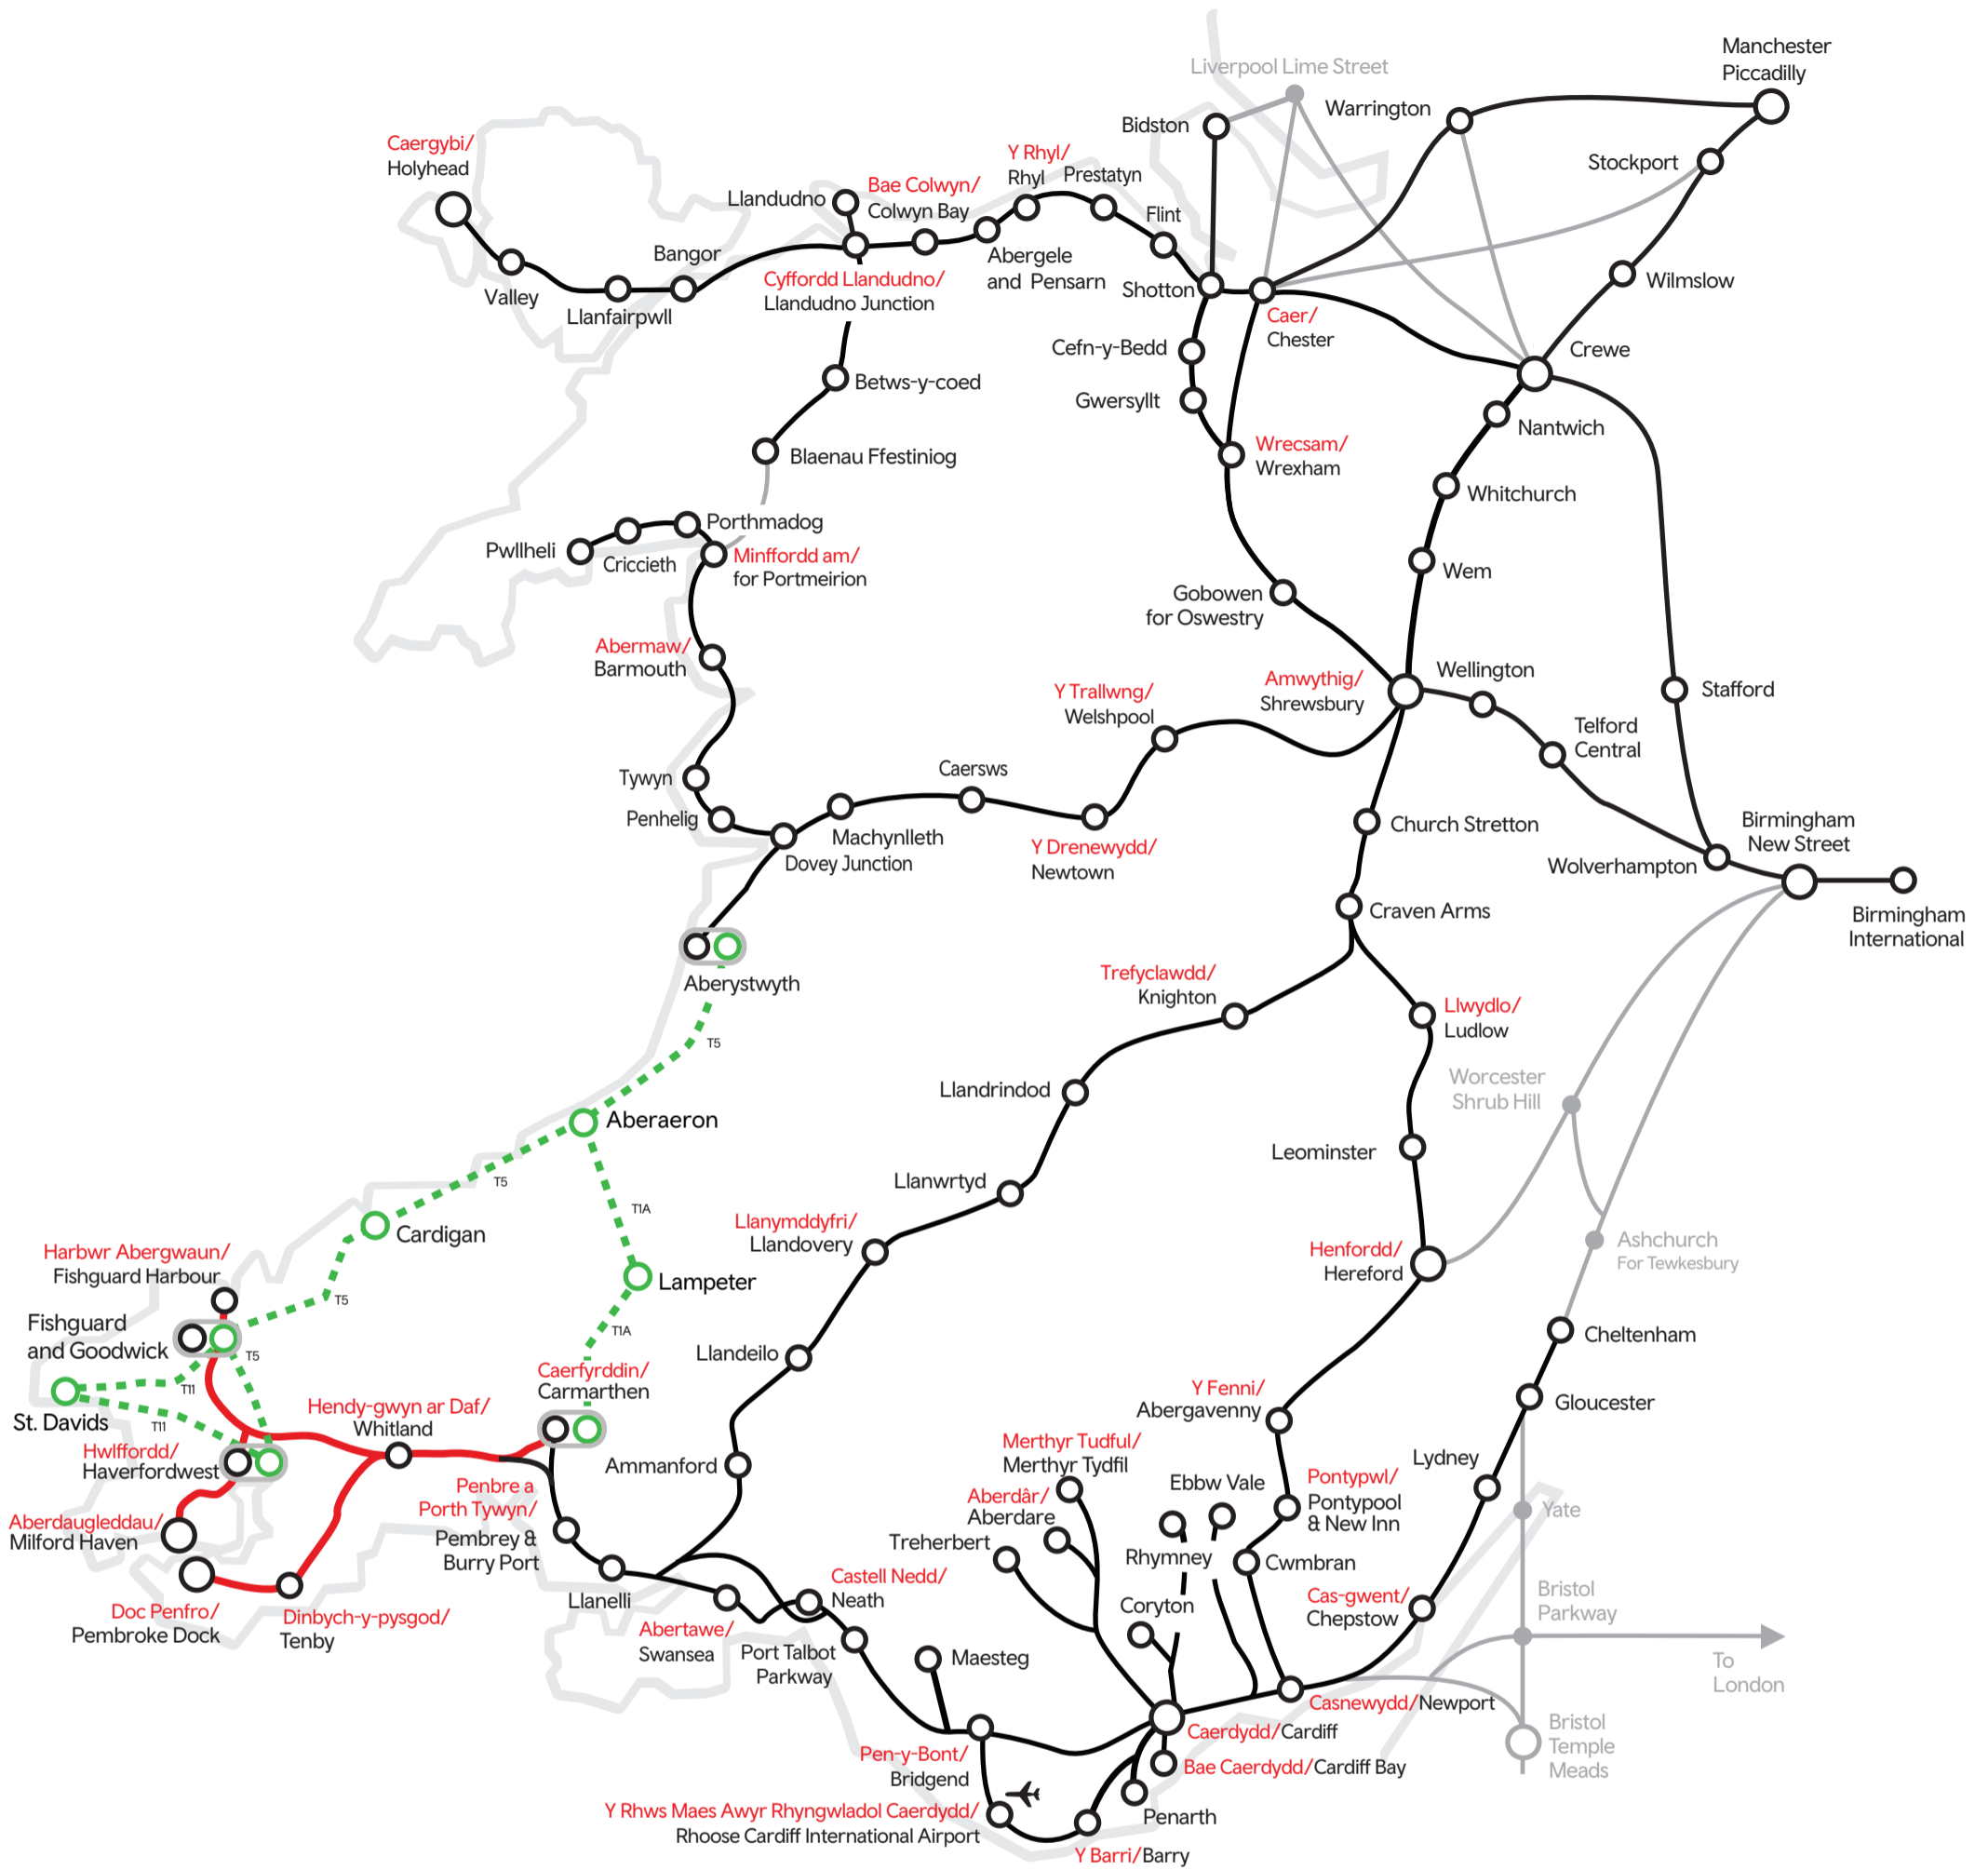 Manchester
Piccadilly
Liverpool Lime Street
Warrington
Bidston
Stockport
Caergybi/
Holyhead
Y Rhyl/
Rhyl
Prestatyn
Llandudno
Bae Colwyn/
Colwyn Bay
Flint
Bangor
Abergele
and Pensarn
Valley
Llanfairpwll
Cyffordd Llandudno/
Llandudno Junction
Shotton
Caer/
Chester
Wilmslow
Crewe
Cefn-y-Bedd
Betws-y-coed
Gwersyllt
Nantwich
Blaenau Ffestiniog
Wrecsam/
Wrexham
Whitchurch
Porthmadog
Pwllheli
Criccieth
Minffordd am/
for Portmeirion
Wem
Gobowen
for Oswestry
Abermaw/
Barmouth
Y Trallwng/
Welshpool
Amwythig/
Shrewsbury
Wellington
Stafford
Telford
Central
Tywyn
Caersws
Penhelig
Machynlleth
Dovey Junction
Y Drenewydd/
Newtown
Church Stretton
Birmingham
New Street
Wolverhampton
Birmingham
International
Craven Arms
Aberystwyth
Trefyclawdd/
Knighton
Llwydlo/
Ludlow
T5
Worcester
Shrub Hill
Llandrindod
Aberaeron
Leominster
T5
Llanwrtyd
T1A
Cardigan
Llanymddyfri/
Llandovery
Henfordd/
Hereford
Ashchurch
For Tewkesbury
Harbwr Abergwaun/
Fishguard Harbour
Lampeter
T5
Fishguard
and Goodwick
T5
T1A
Cheltenham
Llandeilo
Caerfyrddin/
Carmarthen
T11
St. Davids
T11
Hendy-gwyn ar Daf/
Whitland
Y Fenni/
Abergavenny
Gloucester
Hwlffordd/
Haverfordwest
Merthyr Tudful/
Merthyr Tydfil
Ammanford
Lydney
Penbre a
Porth Tywyn/
Pembrey &
Burry Port
Aberdâr/
Aberdare
Ebbw Vale
Pontypwl/
Pontypool
& New Inn
Yate
Aberdaugleddau/
Milford Haven
Treherbert
Rhymney
Cwmbran
Castell Nedd/
Neath
Coryton
Cas-gwent/
Chepstow
Bristol
Parkway
Doc Penfro/
Pembroke Dock
Dinbych-y-pysgod/
Tenby
Llanelli
Abertawe/
Swansea
Port Talbot
Parkway
Maesteg
To
London
Casnewydd/Newport
Caerdydd/Cardiff
Bristol
Temple
Meads
Pen-y-Bont/
Bridgend
Bae Caerdydd/Cardiff Bay
Y Rhws Maes Awyr Rhyngwladol Caerdydd/
Rhoose Cardiff International Airport
Penarth
Y Barri/Barry